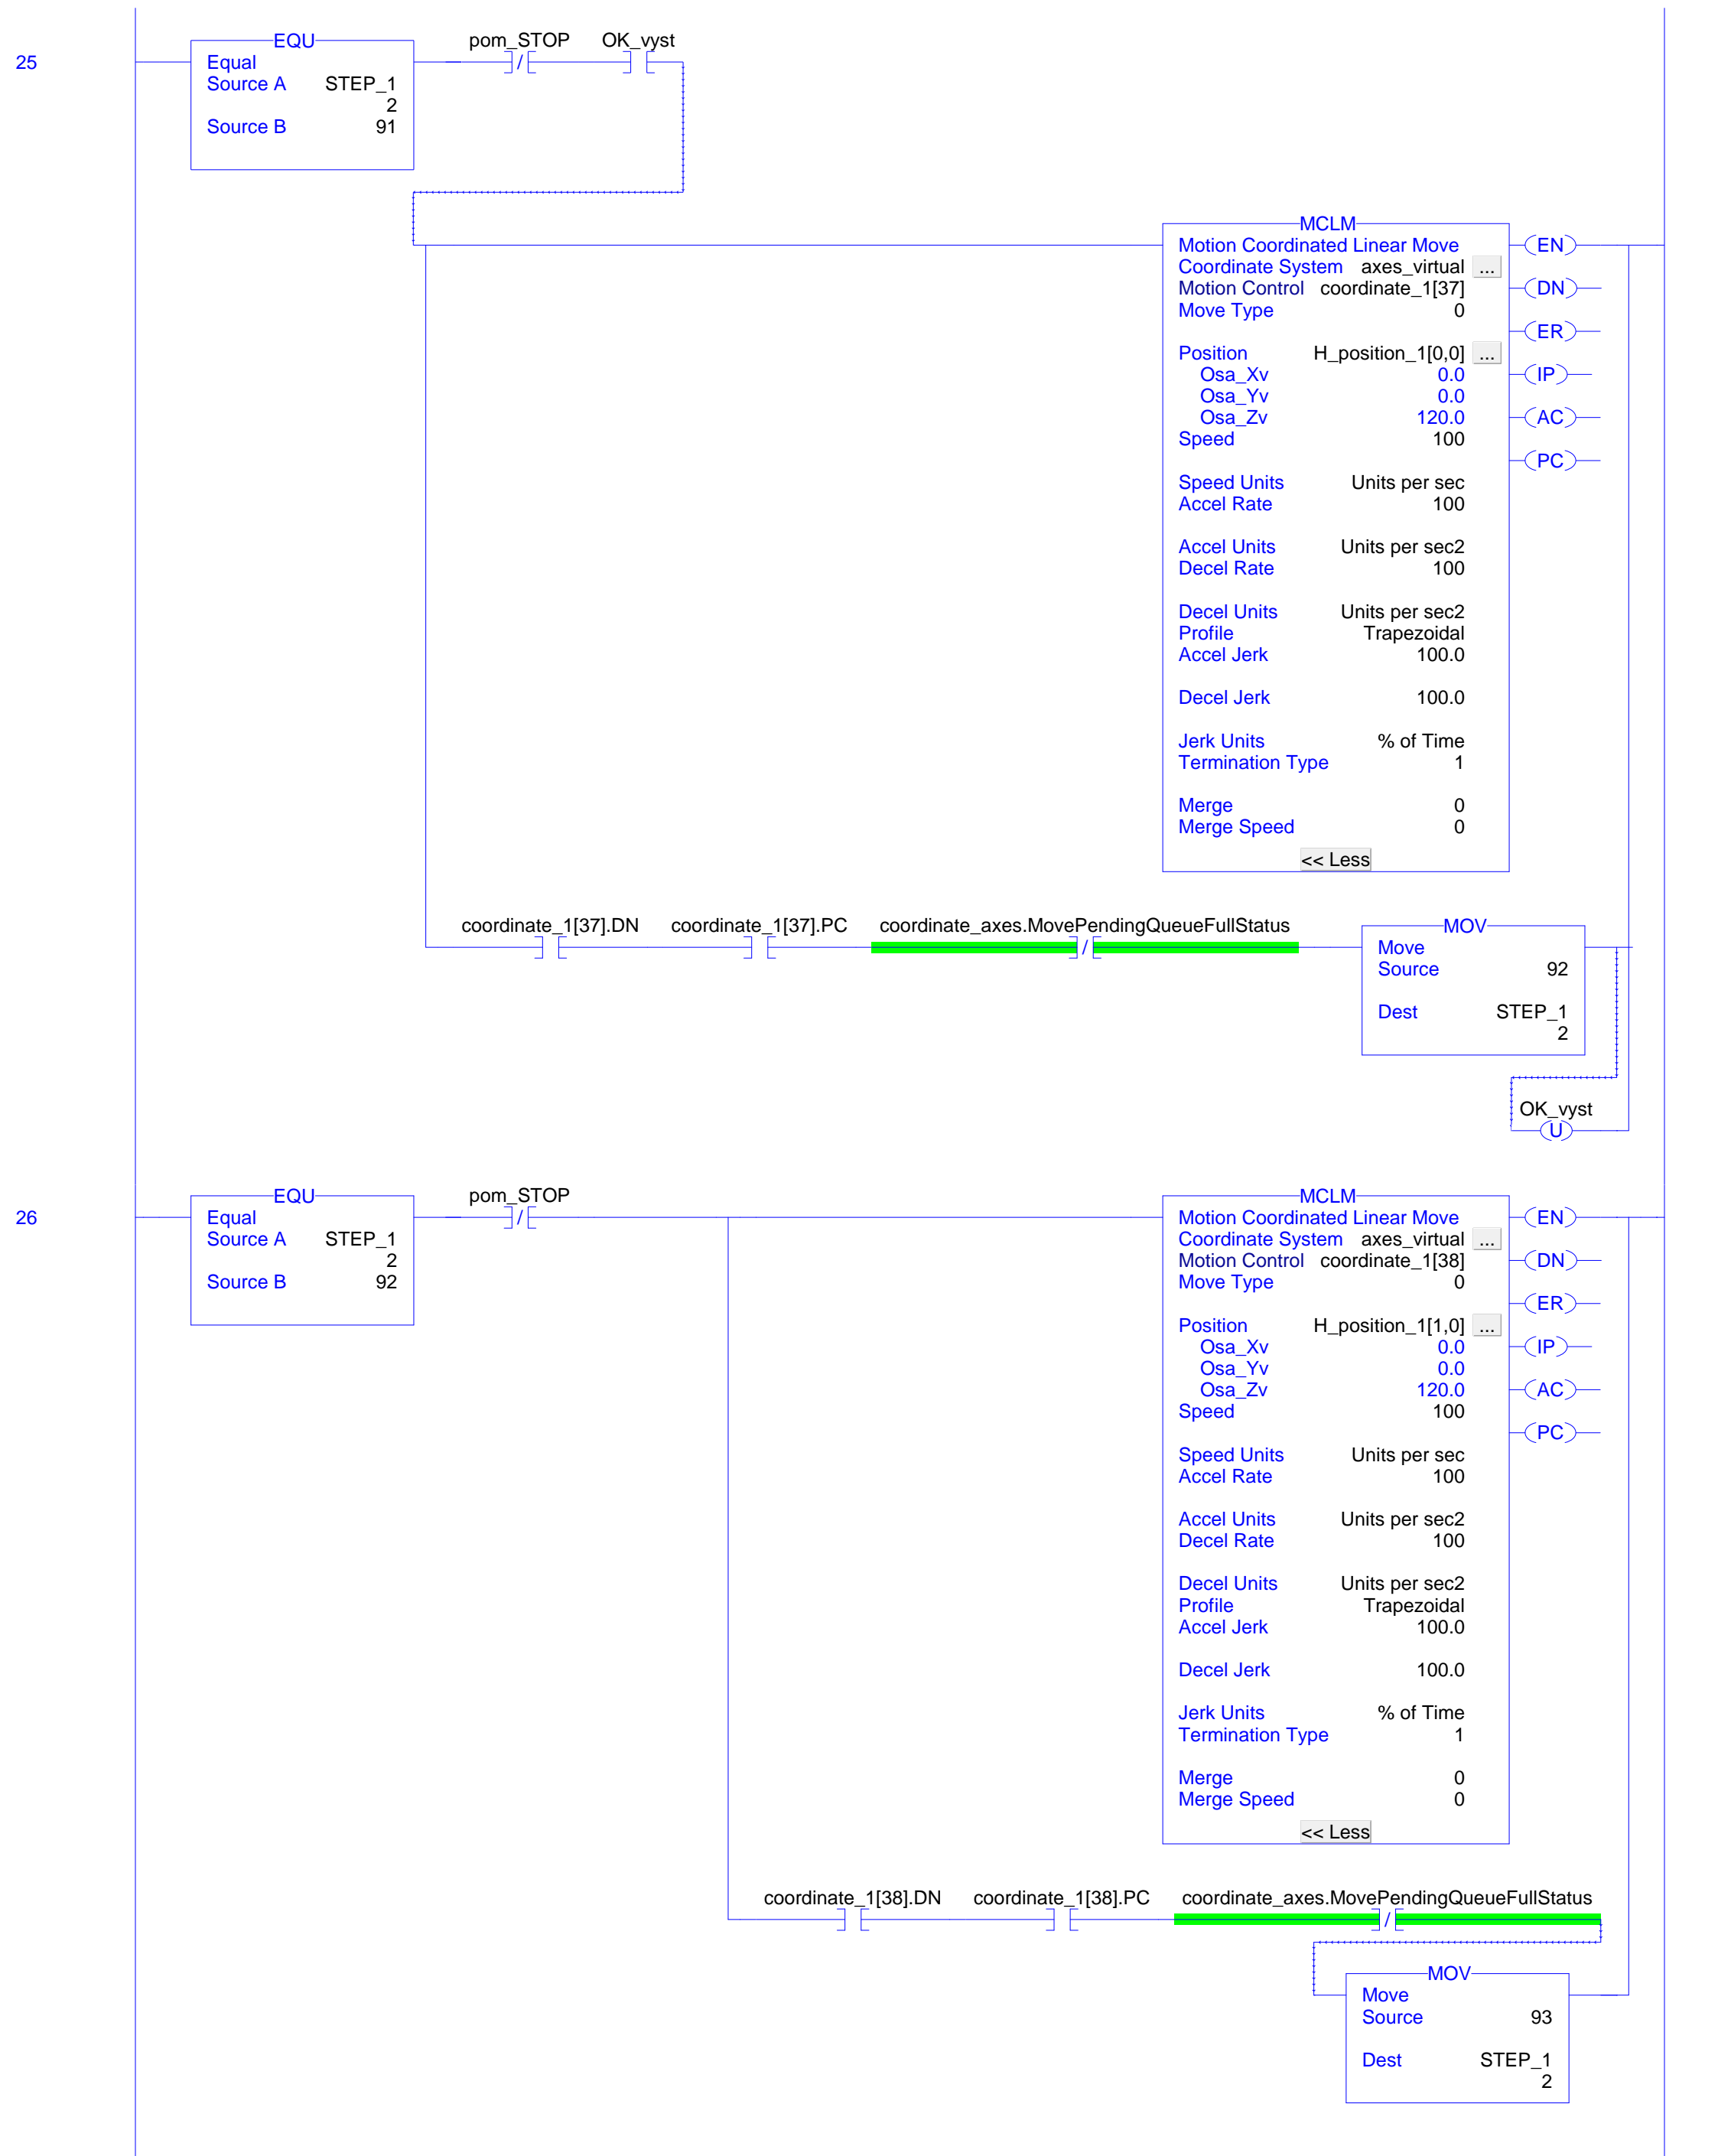 25
EQU
Equal
Source A STEP_1
2
Source B 91
pom_STOP OK_vyst
/
MCLM
Motion Coordinated Linear Move
Coordinate System axes_virtual ...
Motion Control coordinate_1[37]
Move Type 0
Position H_position_1[0,0] ...
Osa_Xv 0.0
Osa_Yv 0.0
Osa_Zv 120.0
Speed 100
Speed Units Units per sec
Accel Rate 100
Accel Units Units per sec2
Decel Rate 100
Decel Units Units per sec2
Profile Trapezoidal
Accel Jerk 100.0
Decel Jerk 100.0
Jerk Units % of Time
Termination Type 1
Merge 0
Merge Speed 0
<< Less
EN
DN
ER
IP
AC
PC
coordinate_1[37].DN coordinate_1[37].PC coordinate_axes.MovePendingQueueFullStatus
/
MOV
Move
Source 92
Dest STEP_1
2
OK_vyst
U
26
EQU
Equal
Source A STEP_1
2
Source B 92
pom_STOP
/
MCLM
Motion Coordinated Linear Move
Coordinate System axes_virtual ...
Motion Control coordinate_1[38]
Move Type 0
Position H_position_1[1,0] ...
Osa_Xv 0.0
Osa_Yv 0.0
Osa_Zv 120.0
Speed 100
Speed Units Units per sec
Accel Rate 100
Accel Units Units per sec2
Decel Rate 100
Decel Units Units per sec2
Profile Trapezoidal
Accel Jerk 100.0
Decel Jerk 100.0
Jerk Units % of Time
Termination Type 1
Merge 0
Merge Speed 0
<< Less
EN
DN
ER
IP
AC
PC
coordinate_1[38].DN coordinate_1[38].PC coordinate_axes.MovePendingQueueFullStatus
/
MOV
Move
Source 93
Dest STEP_1
2